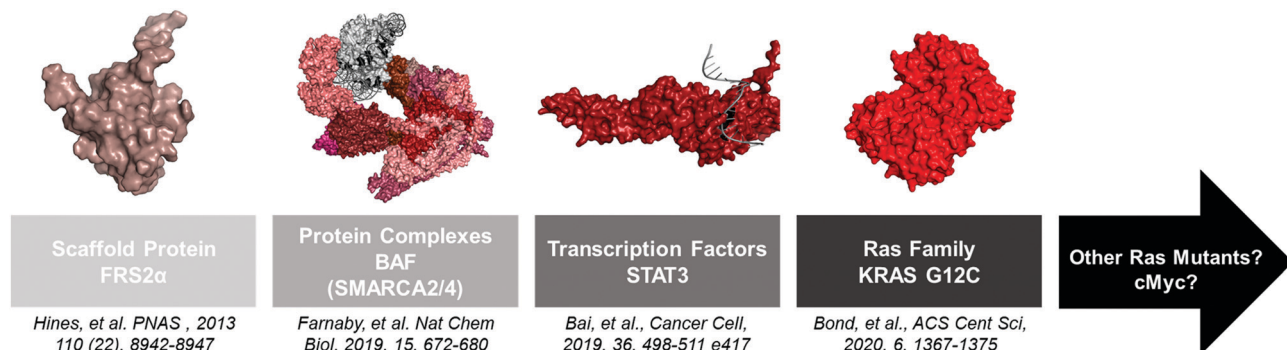 Scaffold Protein
FRS2α
Protein Complexes
BAF
(SMARCA2/4)
Transcription Factors
STAT3
Ras Family
KRAS G12C
Other Ras Mutants?
cMyc?
Hines, et al. PNAS , 2013
110 (22), 8942-8947
Farnaby, et al. Nat Chem
Biol, 2019, 15, 672-680
Bai, et al., Cancer Cell,
2019, 36, 498-511 e417
Bond, et al., ACS Cent Sci,
2020, 6, 1367-1375